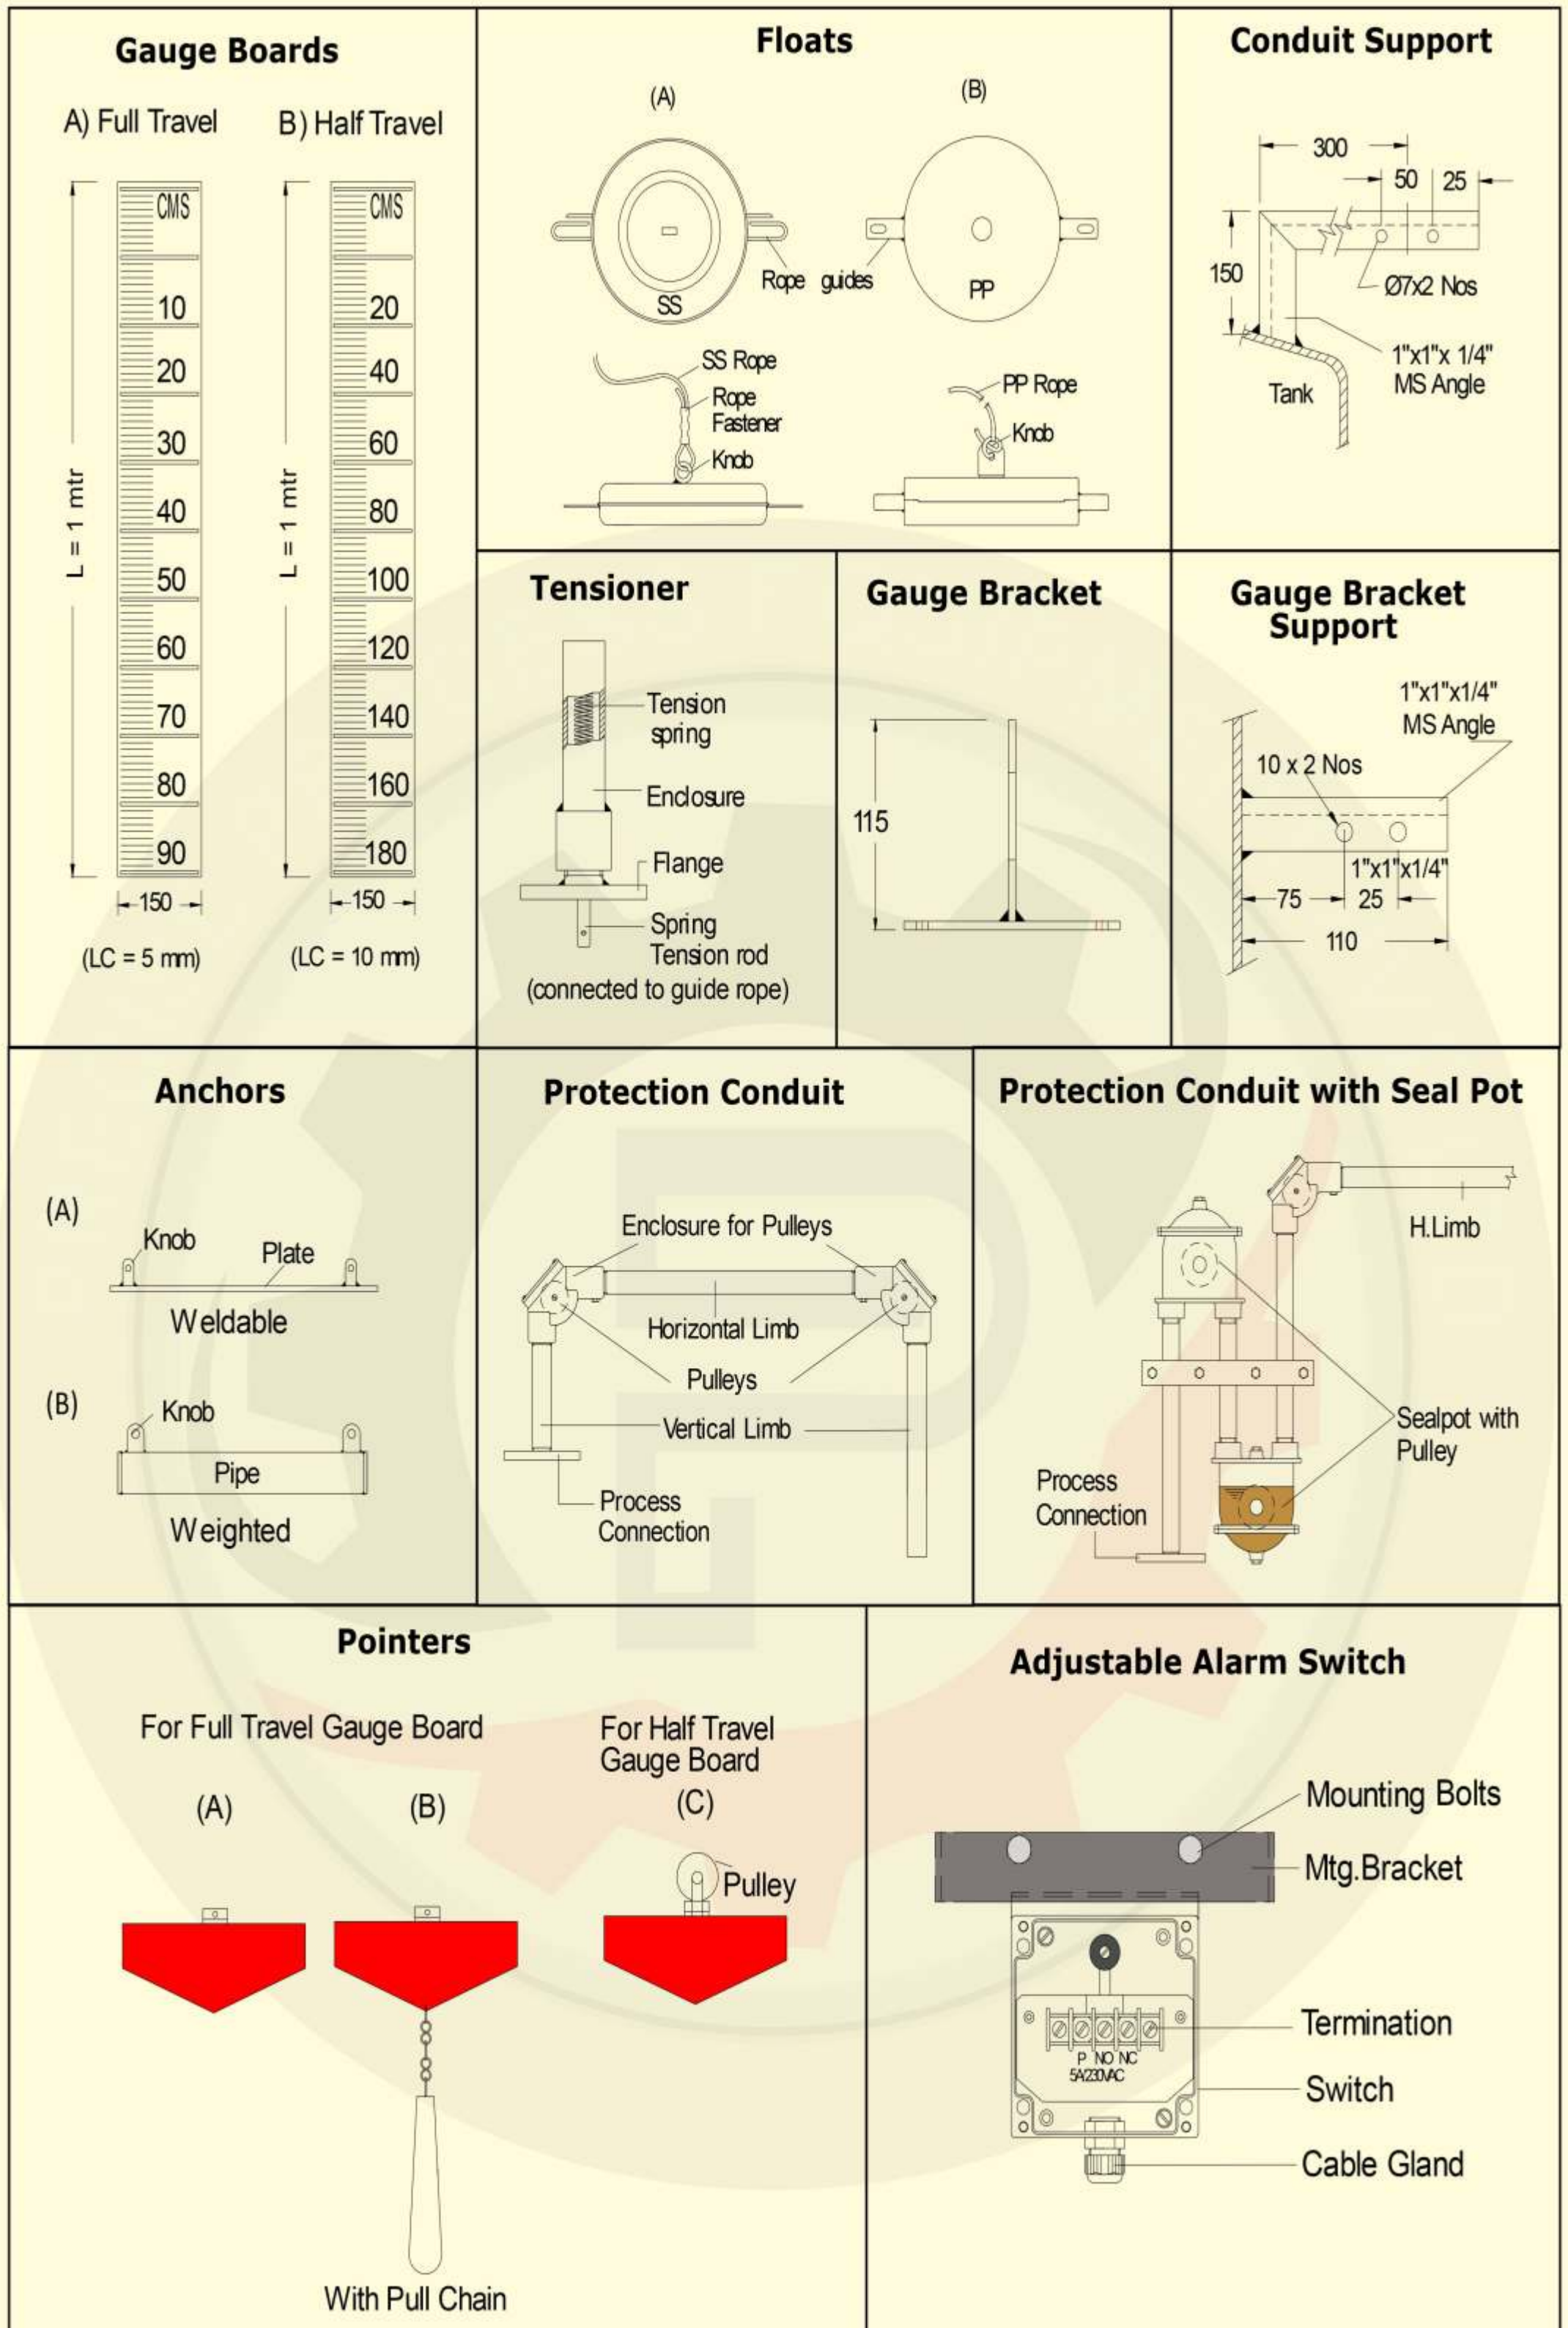 Gauge Boards
A) Full Travel
B) Half Travel
L = 1 mtr
CMS
10
20
30
40
50
60
70
80
90
150
(LC = 5 mm)
L = 1 mtr
CMS
20
40
60
80
100
120
140
160
180
150
(LC = 10 mm)
Floats
(A)
(B)
Rope guides
SS
PP
SS Rope
Rope
Fastener
Knob
PP Rope
Knob
Conduit Support
300
50
25
150
Ø7x2 Nos
1"x1"x 1/4"
MS Angle
Tank
Tensioner
Tension
spring
Enclosure
Flange
Spring
Tension rod
(connected to guide rope)
Gauge Bracket
115
Gauge Bracket
Support
1"x1"x1/4"
MS Angle
10 x 2 Nos
1"x1"x1/4"
75
25
110
Anchors
(A)
Knob
Plate
Weldable
(B)
Knob
Pipe
Weighted
Protection Conduit
Enclosure for Pulleys
Horizontal Limb
Pulleys
Vertical Limb
Process
Connection
Protection Conduit with Seal Pot
H.Limb
Sealpot with
Pulley
Process
Connection
Pointers
For Full Travel Gauge Board
For Half Travel
Gauge Board
(A)
(B)
(C)
Pulley
With Pull Chain
Adjustable Alarm Switch
Mounting Bolts
Mtg.Bracket
Termination
P NO NC
5A/230VAC
Switch
Cable Gland